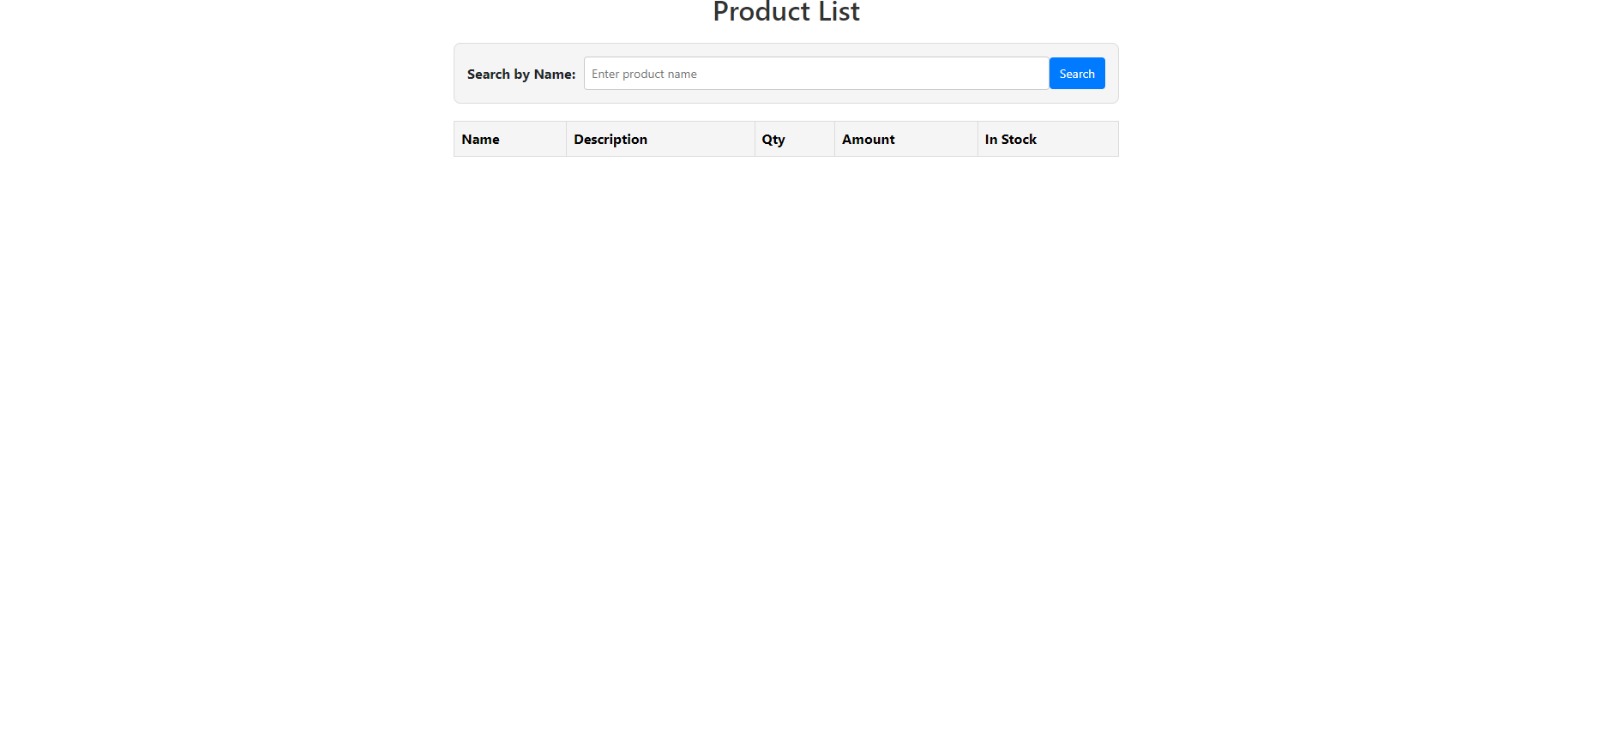 Product List
Search by Name: Enter product name Search
Name Description Qty Amount In Stock